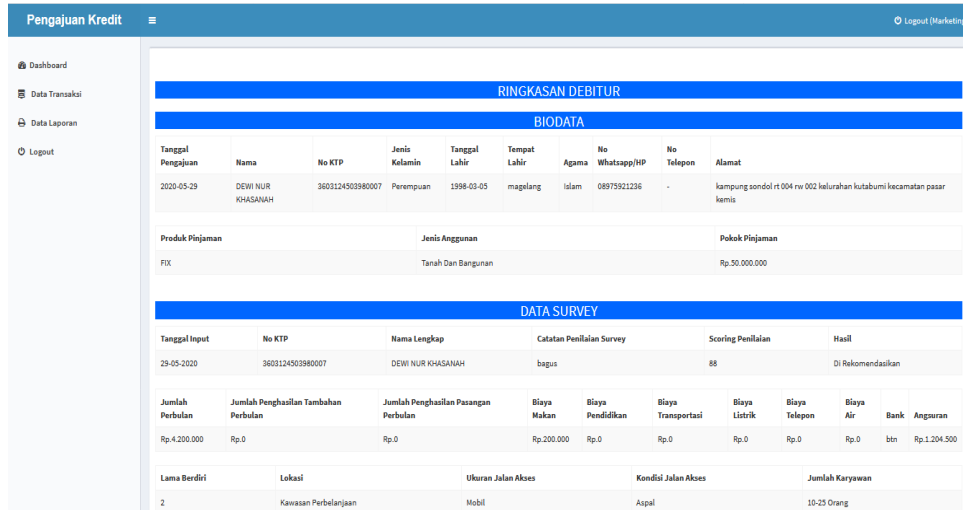 Pengajuan Kredit
Logout (Marketing
Dashboard
Data Transaksi
Data Laporan
Logout
RINGKASAN DEBITUR
BIODATA
Tanggal Pengajuan Nama No KTP Jenis Kelamin Tanggal Lahir Tempat Lahir Agama No Whatsapp/HP No Telepon Alamat
2020-05-29 DEWI NUR KHASANAH 3603124503980007 Perempuan 1998-03-05 magelang Islam 08975921236 - kampung sondol rt 004 rw 002 kelurahan kutabumi kecamatan pasar kemis
Produk Pinjaman Jenis Anggunan Pokok Pinjaman
FIX Tanah Dan Bangunan Rp.50.000.000
DATA SURVEY
Tanggal Input No KTP Nama Lengkap Catatan Penilaian Survey Scoring Penilaian Hasil
29-05-2020 3603124503980007 DEWI NUR KHASANAH bagus 88 Di Rekomendasikan
Jumlah Perbulan Jumlah Penghasilan Tambahan Perbulan Jumlah Penghasilan Pasangan Perbulan Biaya Makan Biaya Pendidikan Biaya Transportasi Biaya Listrik Biaya Telepon Biaya Air Bank Angsuran
Rp.4.200.000 Rp.0 Rp.0 Rp.200.000 Rp.0 Rp.0 Rp.0 Rp.0 Rp.0 btn Rp.1.204.500
Lama Berdiri Lokasi Ukuran Jalan Akses Kondisi Jalan Akses Jumlah Karyawan
2 Kawasan Perbelanjaan Mobil Aspal 10-25 Orang